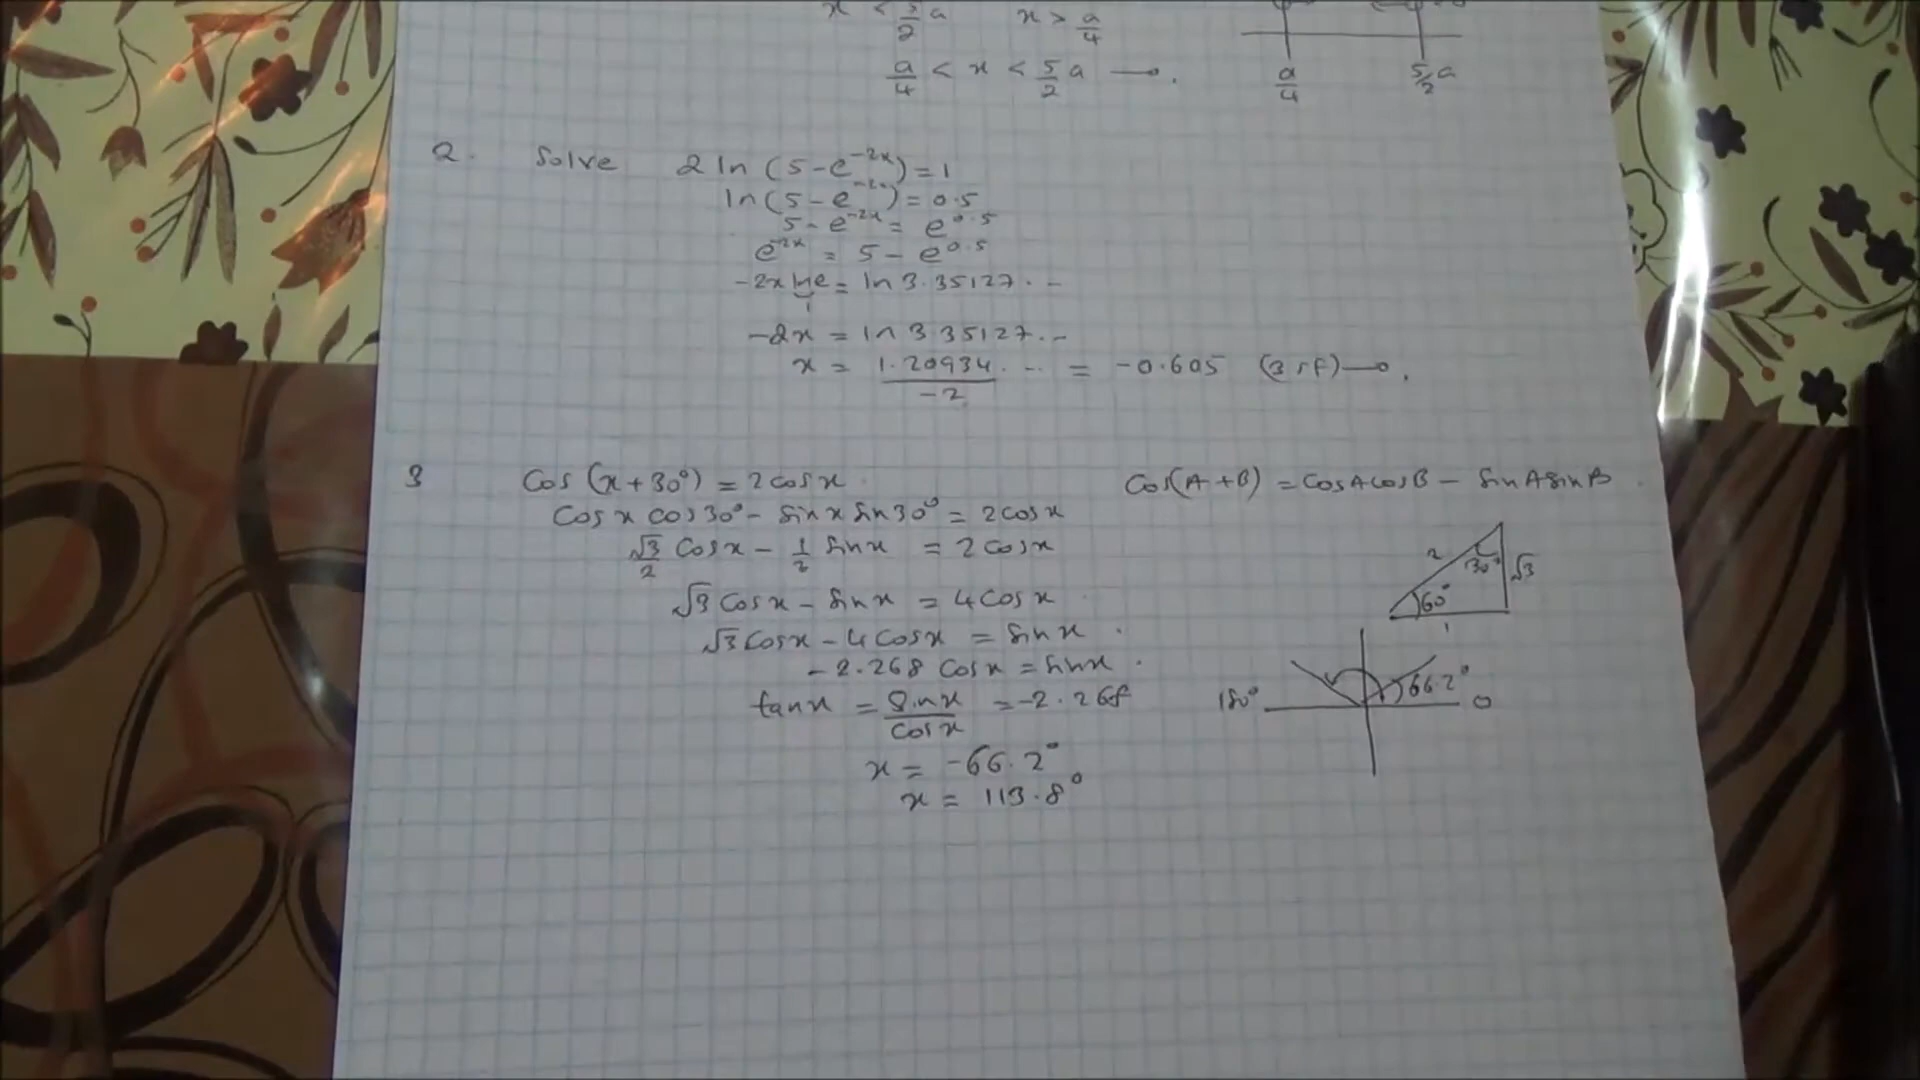 x < 5/2 a    x > a/4
a/4 < x < 5/2 a    a/4    5/2 a
2. Solve 2 ln (5 - e^-2x) = 1
ln (5 - e^-2x) = 0.5
5 - e^-2x = e^0.5
e^-2x = 5 - e^0.5
-2x ln e = ln 3.35127...
1
-2x = ln 3.35127...
x = 1.20934.../-2 = -0.605 (3 sf)
3 Cos (x + 30°) = 2 cos x    Cos(A + B) = CosA cosB - SinA sinB
Cos x cos 30° - Sin x Sin 30° = 2 cos x
√3/2 Cos x - 1/2 Sin x = 2 Cos x    2    30°    √3
√3 Cos x - Sin x = 4 Cos x    60°
√3 Cos x - 4 Cos x = Sin x    1
-2.268 Cos x = Sin x
tan x = Sin x/Cos x = -2.268    180°    66.2°    0
x = -66.2°
x = 113.8°